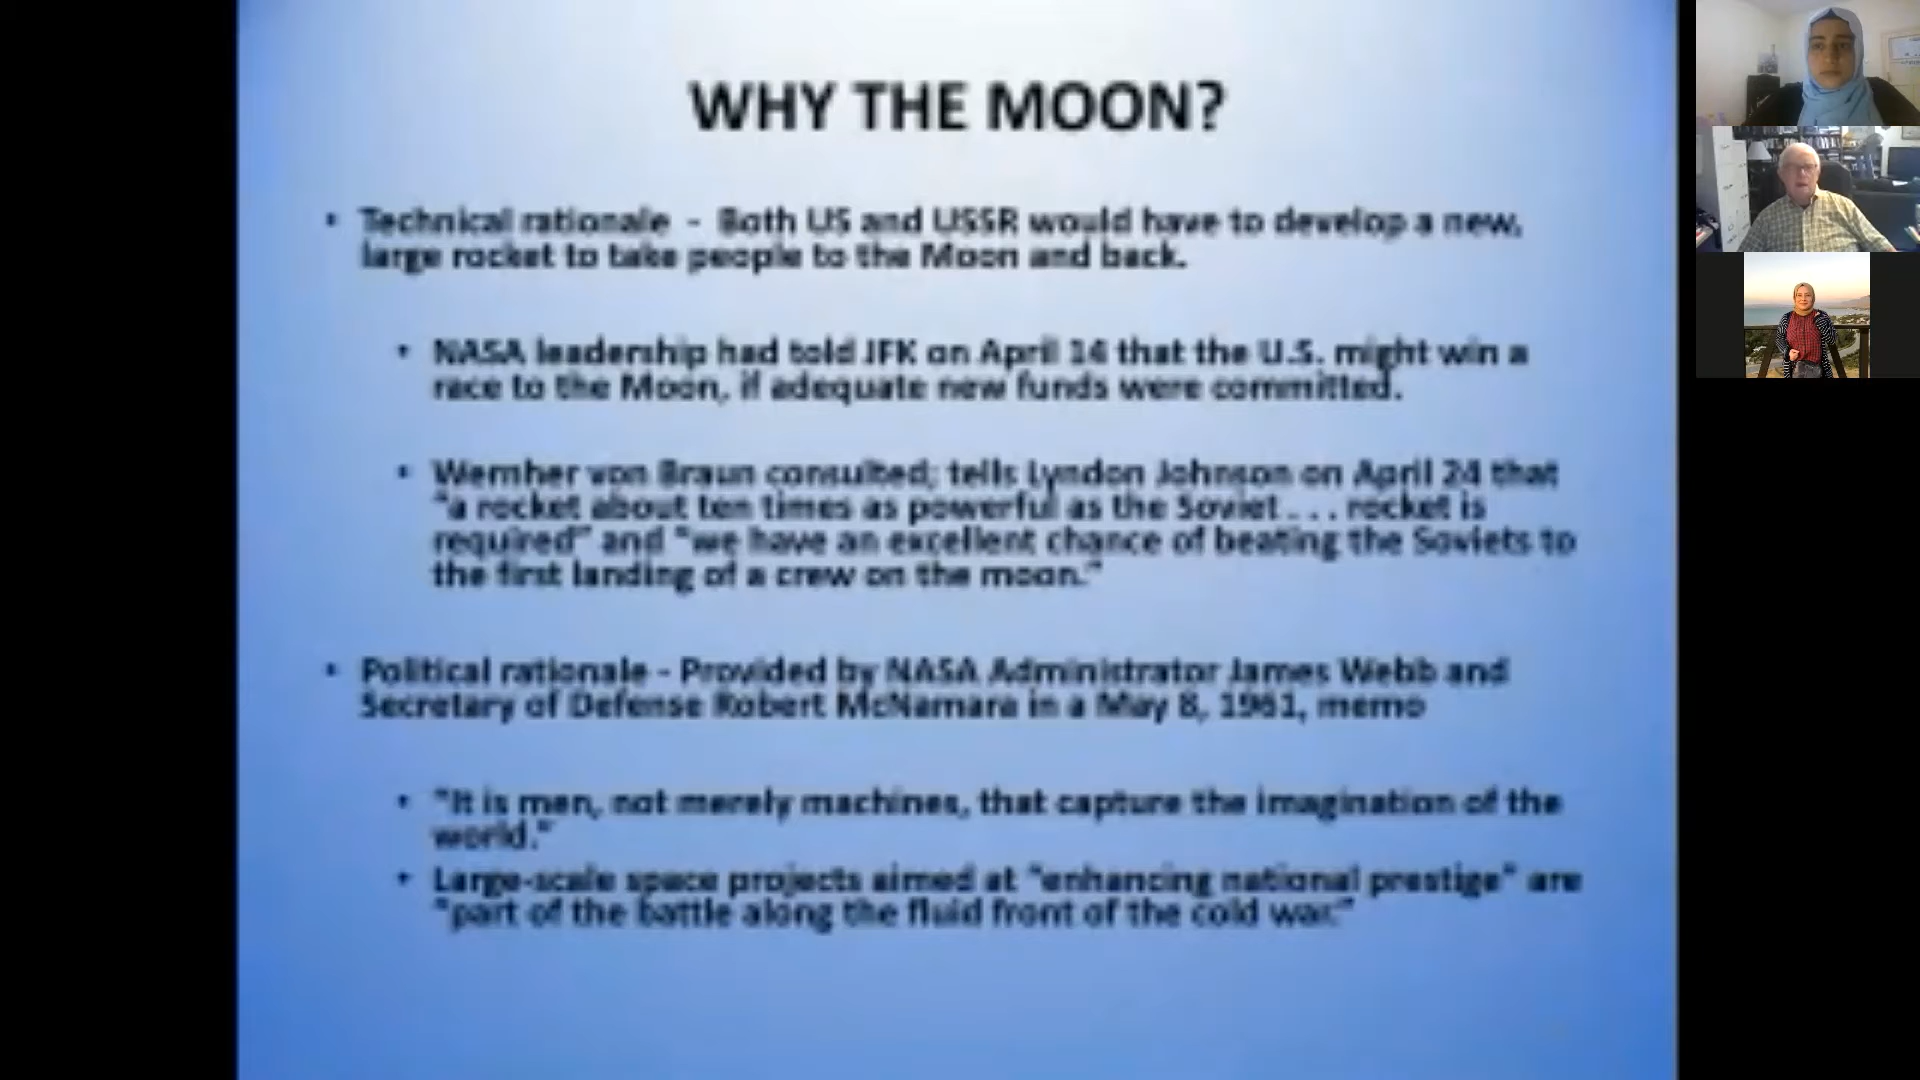 WHY THE MOON?
• Technical rationale - Both US and USSR would have to develop a new,
large rocket to take people to the Moon and back.
• NASA leadership had told JFK on April 14 that the U.S. might win a
race to the Moon, if adequate new funds were committed.
• Wernher von Braun consulted; tells Lyndon Johnson on April 24 that
"a rocket about ten times as powerful as the Soviet . . . rocket is
required" and "we have an excellent chance of beating the Soviets to
the first landing of a crew on the moon."
• Political rationale - Provided by NASA Administrator James Webb and
Secretary of Defense Robert McNamara in a May 8, 1961, memo
• "It is men, not merely machines, that capture the imagination of the
world."
• Large-scale space projects aimed at "enhancing national prestige" are
"part of the battle along the fluid front of the cold war."